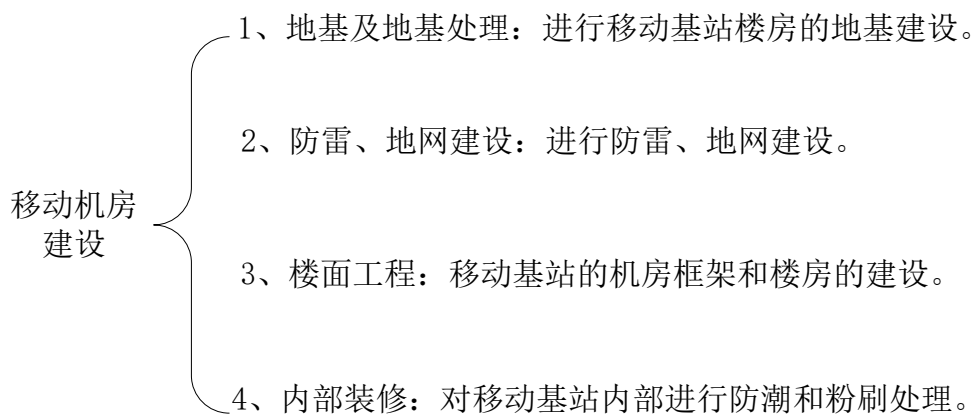 1、地基及地基处理：进行移动基站楼房的地基建设。
2、防雷、地网建设：进行防雷、地网建设。
移动机房
建设
3、楼面工程：移动基站的机房框架和楼房的建设。
4、内部装修：对移动基站内部进行防潮和粉刷处理。